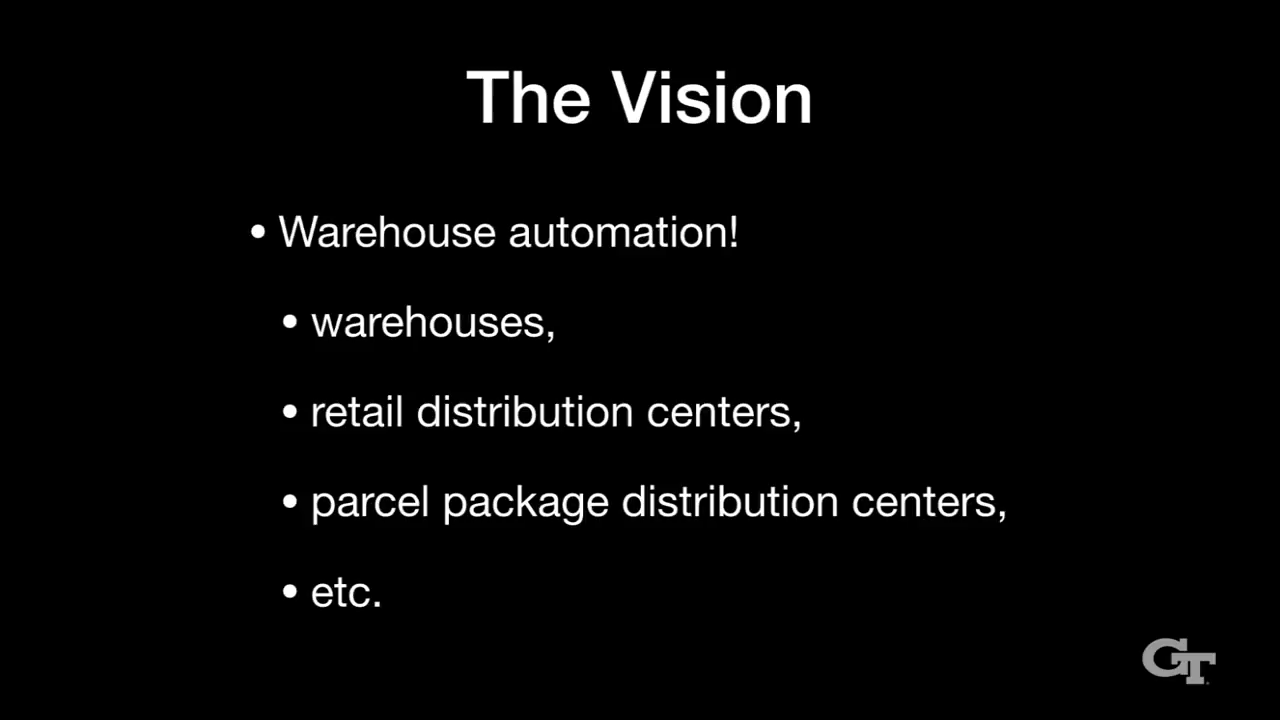 The Vision
• Warehouse automation!
• warehouses,
• retail distribution centers,
• parcel package distribution centers,
• etc.
GT